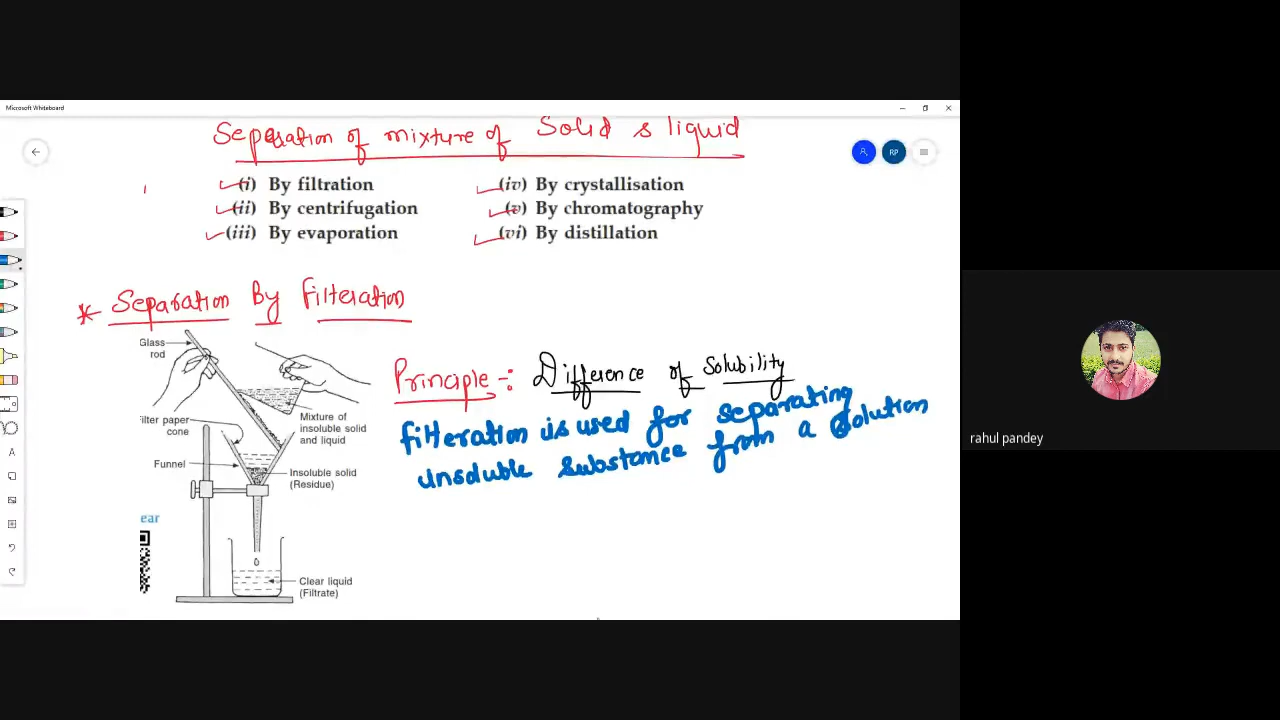 Microsoft Whiteboard
Separation of mixture of Solid & liquid
RP
(i) By filtration
(iv) By crystallisation
(ii) By centrifugation
(v) By chromatography
(iii) By evaporation
(vi) By distillation
* Separation By filteration
Glass
rod
Principle -: Difference of Solubility
Mixture of
insoluble solid
and liquid
filteration is used for separating
unsoluble substance from a solution
ilter paper
cone
Funnel
Insoluble solid
(Residue)
ear
Clear liquid
(Filtrate)
rahul pandey
A